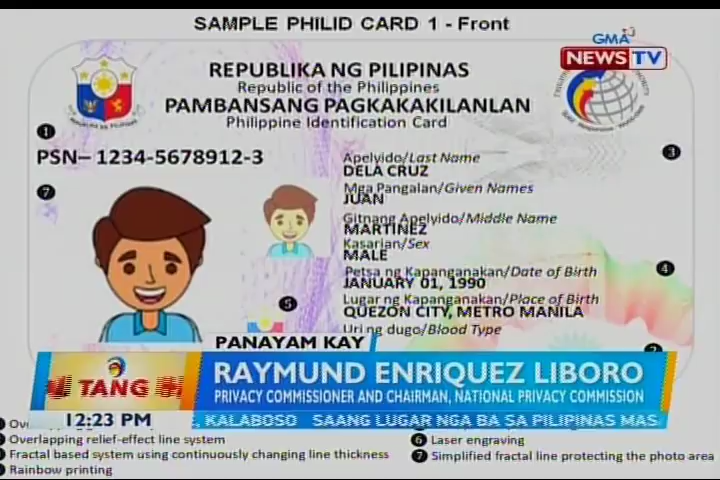 SAMPLE PHILID CARD 1 - Front
GMA
NEWS TV
REPUBLIKA NG PILIPINAS
Republic of the Philippines
PAMBANSANG PAGKAKAKILANLAN
Philippine Identification Card
1
PSN– 1234-5678912-3
3
7
Apelyido/Last Name
DELA CRUZ
Mga Pangalan/Given Names
JUAN
Gitnang Apelyido/Middle Name
MARTINEZ
Kasarian/Sex
MALE
Petsa ng Kapanganakan/Date of Birth
4
JANUARY 01, 1990
Lugar ng Kapanganakan/Place of Birth
5
QUEZON CITY, METRO MANILA
Uri ng dugo/Blood Type
PANAYAM KAY
RAYMUND ENRIQUEZ LIBORO
PRIVACY COMMISSIONER AND CHAIRMAN, NATIONAL PRIVACY COMMISSION
TANG
12:23 PM
, KALABOSO SAANG LUGAR NGA BA SA PILIPINAS MAS
Overlapping relief-effect line system
Fractal based system using continuously changing line thickness
Rainbow printing
6 Laser engraving
7 Simplified fractal line protecting the photo area